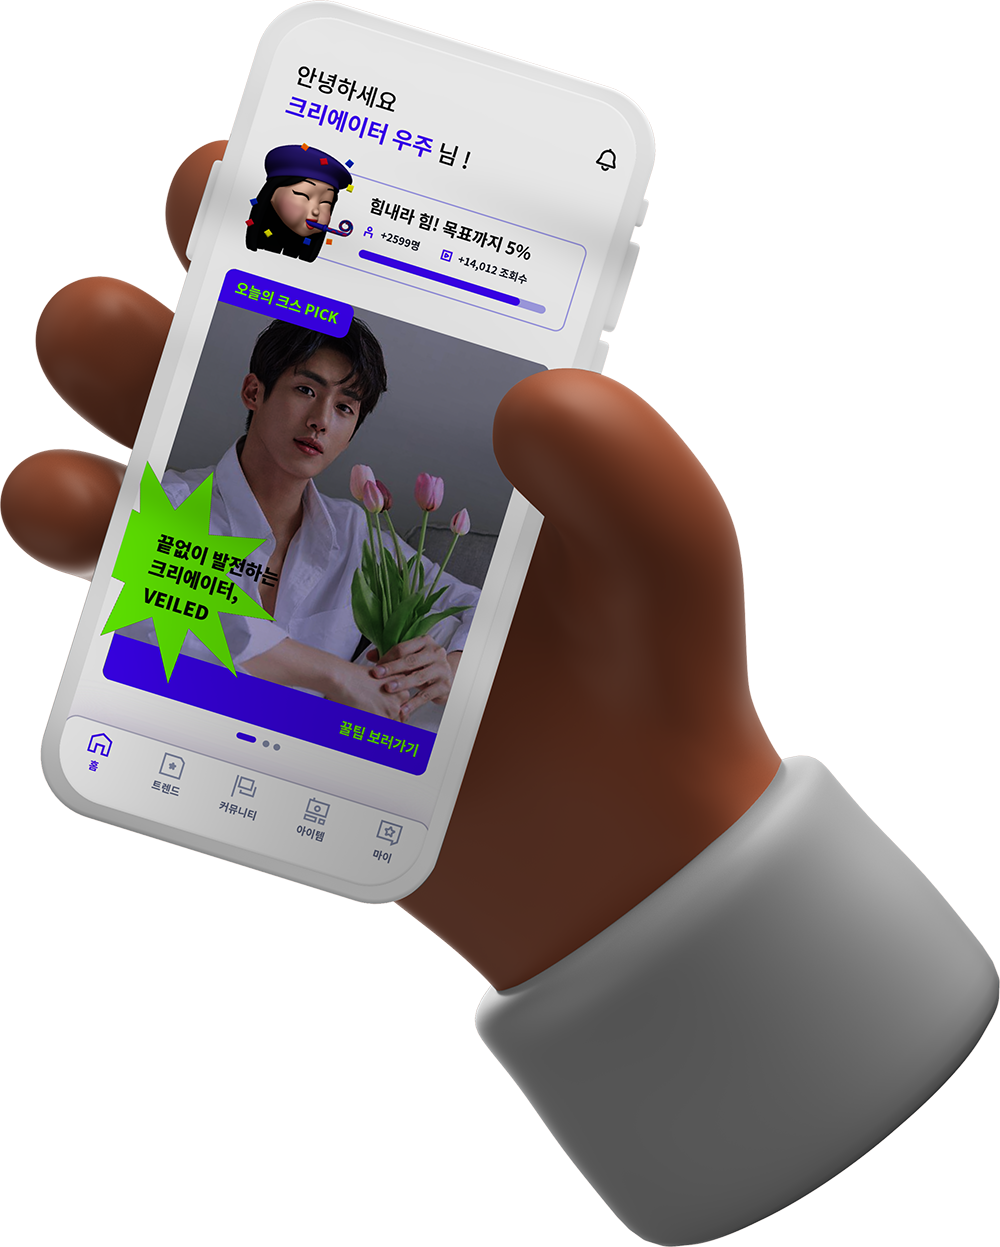 안녕하세요
크리에이터 우주 님 !
힘내라 힘! 목표까지 5%
+2599명
+14,012 조회수
오늘의 크스 PICK
끝없이 발전하는
크리에이터,
VEILED
꿀팁 보러가기
홈
트렌드
커뮤니티
아이템
마이